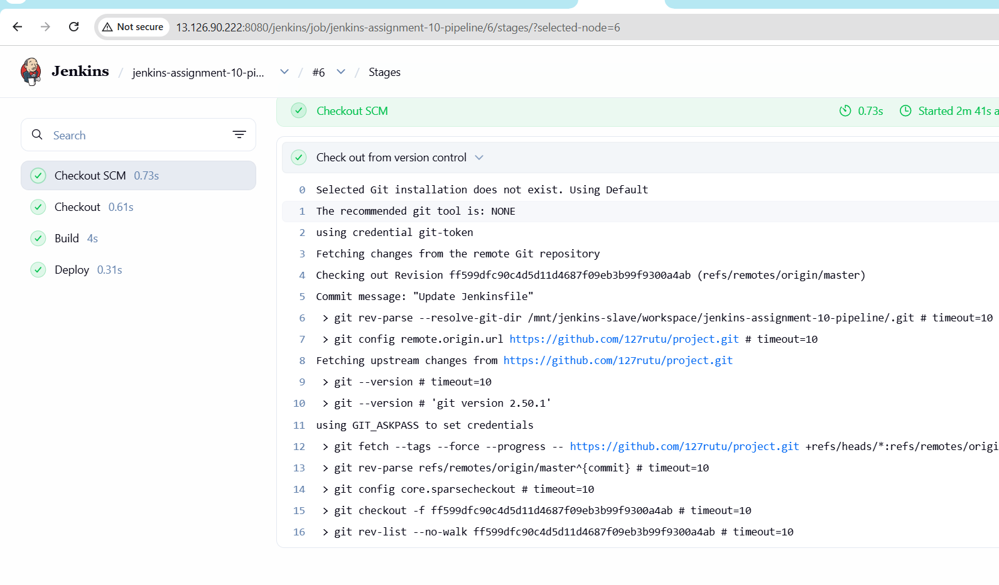 Not secure 13.126.90.222:8080/jenkins/job/jenkins-assignment-10-pipeline/6/stages/?selected-node=6
Jenkins / jenkins-assignment-10-pi... / #6 / Stages
Search
Checkout SCM 0.73s
Checkout 0.61s
Build 4s
Deploy 0.31s
Checkout SCM 0.73s Started 2m 41s a
Check out from version control
0 Selected Git installation does not exist. Using Default
1 The recommended git tool is: NONE
2 using credential git-token
3 Fetching changes from the remote Git repository
4 Checking out Revision ff599dfc90c4d5d11d4687f09eb3b99f9300a4ab (refs/remotes/origin/master)
5 Commit message: "Update Jenkinsfile"
6 > git rev-parse --resolve-git-dir /mnt/jenkins-slave/workspace/jenkins-assignment-10-pipeline/.git # timeout=10
7 > git config remote.origin.url https://github.com/127rutu/project.git # timeout=10
8 Fetching upstream changes from https://github.com/127rutu/project.git
9 > git --version # timeout=10
10 > git --version # 'git version 2.50.1'
11 using GIT_ASKPASS to set credentials
12 > git fetch --tags --force --progress -- https://github.com/127rutu/project.git +refs/heads/*:refs/remotes/origi
13 > git rev-parse refs/remotes/origin/master^{commit} # timeout=10
14 > git config core.sparsecheckout # timeout=10
15 > git checkout -f ff599dfc90c4d5d11d4687f09eb3b99f9300a4ab # timeout=10
16 > git rev-list --no-walk ff599dfc90c4d5d11d4687f09eb3b99f9300a4ab # timeout=10